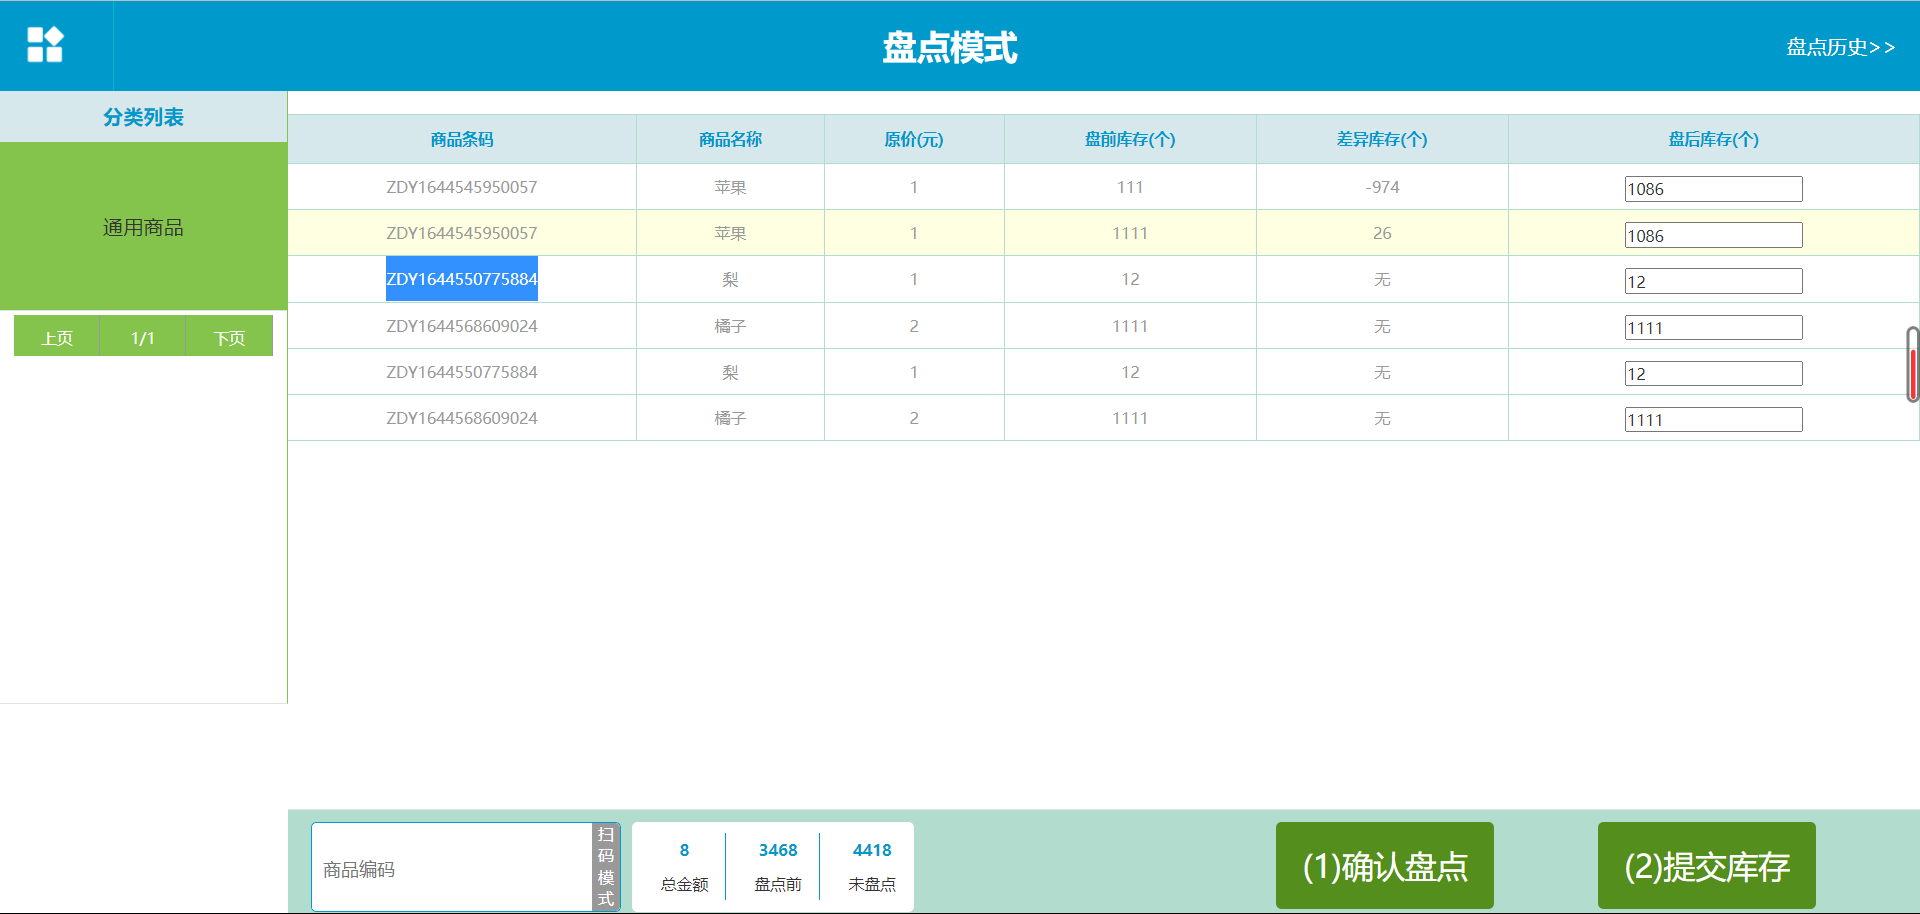 盘点模式
盘点历史>>
分类列表
通用商品
上页 1/1 下页
商品条码 商品名称 原价(元) 盘前库存(个) 差异库存(个) 盘后库存(个)
ZDY1644545950057 苹果 1 111 -974 1086
ZDY1644545950057 苹果 1 1111 26 1086
ZDY1644550775884 梨 1 12 无 12
ZDY1644568609024 橘子 2 1111 无 1111
ZDY1644550775884 梨 1 12 无 12
ZDY1644568609024 橘子 2 1111 无 1111
商品编码
扫码模式
8 3468 4418
总金额 盘点前 未盘点
(1)确认盘点
(2)提交库存